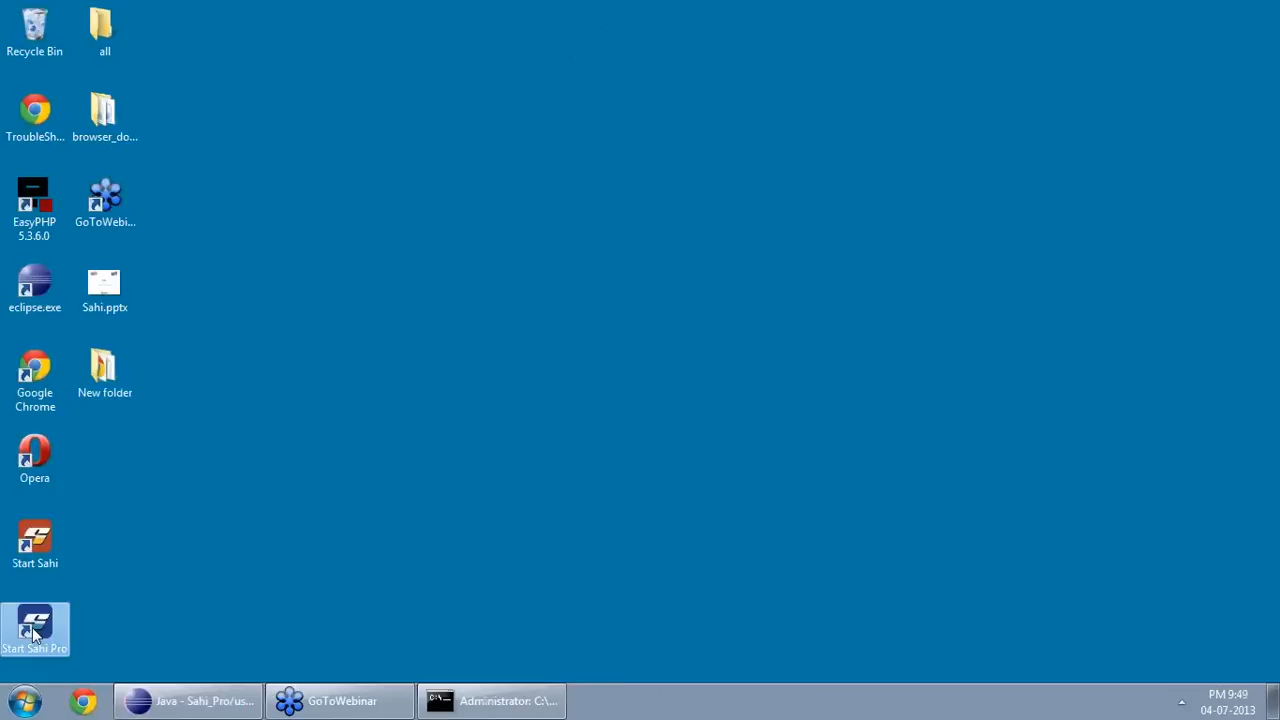 Recycle Bin
all
TroubleSh...
browser_do...
EasyPHP
5.3.6.0
GoToWebi...
eclipse.exe
Sahi.pptx
Google
Chrome
New folder
Opera
Start Sahi
Start Sahi Pro
Java - Sahi_Pro/us...
GoToWebinar
C:\...
Administrator: C:\...
PM 9:49
04-07-2013